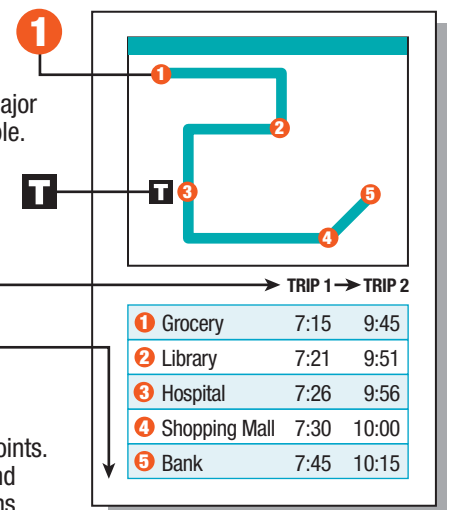 1
1
ajor
2
ole.
T
T
3
5
4
TRIP 1 TRIP 2
1 Grocery 7:15 9:45
2 Library 7:21 9:51
3 Hospital 7:26 9:56
4 Shopping Mall 7:30 10:00
oints.
5 Bank 7:45 10:15
nd
ns